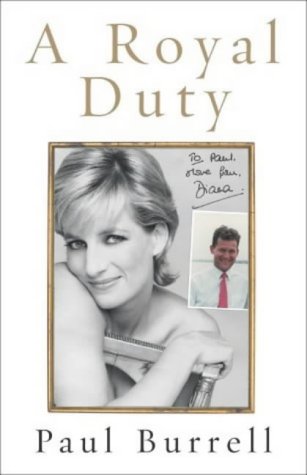 A Royal
Duty
To Paul,
Love from,
Diana.
Paul Burrell